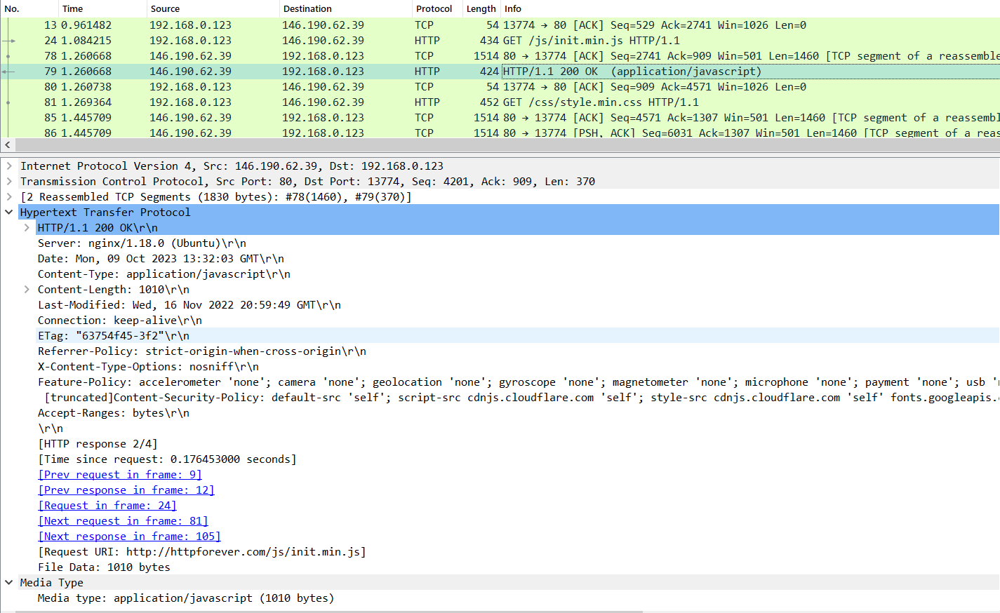 No. Time Source Destination Protocol Length Info
13 0.961482 192.168.0.123 146.190.62.39 TCP 54 13774 → 80 [ACK] Seq=529 Ack=2741 Win=1026 Len=0
24 1.084215 192.168.0.123 146.190.62.39 HTTP 434 GET /js/init.min.js HTTP/1.1
78 1.260668 146.190.62.39 192.168.0.123 TCP 1514 80 → 13774 [ACK] Seq=2741 Ack=909 Win=501 Len=1460 [TCP segment of a reassemble
79 1.260668 146.190.62.39 192.168.0.123 HTTP 424 HTTP/1.1 200 OK (application/javascript)
80 1.260738 192.168.0.123 146.190.62.39 TCP 54 13774 → 80 [ACK] Seq=909 Ack=4571 Win=1026 Len=0
81 1.269364 192.168.0.123 146.190.62.39 HTTP 452 GET /css/style.min.css HTTP/1.1
85 1.445709 146.190.62.39 192.168.0.123 TCP 1514 80 → 13774 [ACK] Seq=4571 Ack=1307 Win=501 Len=1460 [TCP segment of a reassembl
86 1.445709 146.190.62.39 192.168.0.123 TCP 1514 80 → 13774 [PSH, ACK] Seq=6031 Ack=1307 Win=501 Len=1460 [TCP segment of a reas
Internet Protocol Version 4, Src: 146.190.62.39, Dst: 192.168.0.123
Transmission Control Protocol, Src Port: 80, Dst Port: 13774, Seq: 4201, Ack: 909, Len: 370
[2 Reassembled TCP Segments (1830 bytes): #78(1460), #79(370)]
Hypertext Transfer Protocol
HTTP/1.1 200 OK\r\n
Server: nginx/1.18.0 (Ubuntu)\r\n
Date: Mon, 09 Oct 2023 13:32:03 GMT\r\n
Content-Type: application/javascript\r\n
Content-Length: 1010\r\n
Last-Modified: Wed, 16 Nov 2022 20:59:49 GMT\r\n
Connection: keep-alive\r\n
ETag: "63754f45-3f2"\r\n
Referrer-Policy: strict-origin-when-cross-origin\r\n
X-Content-Type-Options: nosniff\r\n
Feature-Policy: accelerometer 'none'; camera 'none'; geolocation 'none'; gyroscope 'none'; magnetometer 'none'; microphone 'none'; payment 'none'; usb '
[truncated]Content-Security-Policy: default-src 'self'; script-src cdnjs.cloudflare.com 'self'; style-src cdnjs.cloudflare.com 'self' fonts.googleapis.
Accept-Ranges: bytes\r\n
\r\n
[HTTP response 2/4]
[Time since request: 0.176453000 seconds]
[Prev request in frame: 9]
[Prev response in frame: 12]
[Request in frame: 24]
[Next request in frame: 81]
[Next response in frame: 105]
[Request URI: http://httpforever.com/js/init.min.js]
File Data: 1010 bytes
Media Type
Media type: application/javascript (1010 bytes)